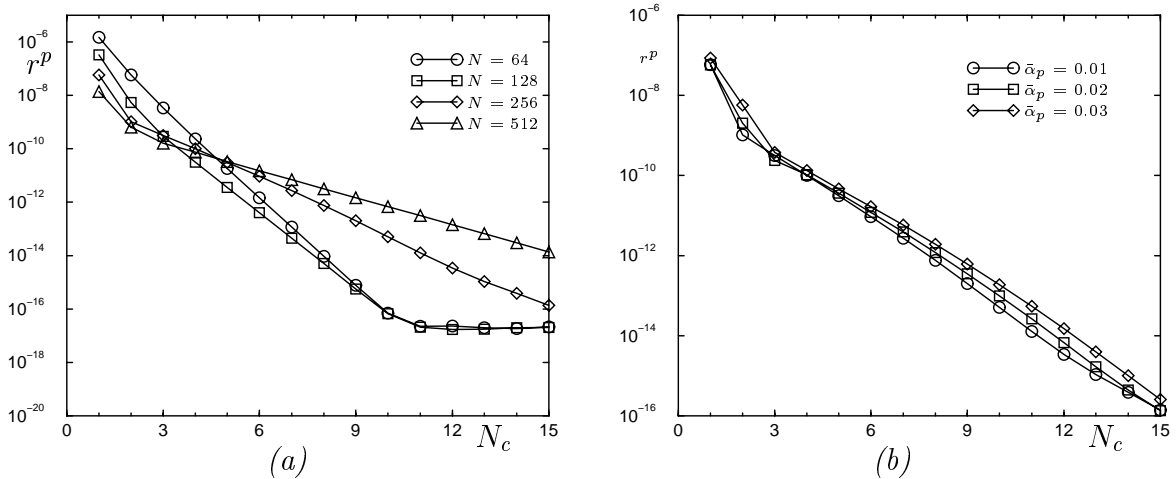 10^-6
r^p
10^-8
10^-10
10^-12
10^-14
10^-16
10^-18
10^-20
N = 64
N = 128
N = 256
N = 512
0 3 6 9 12 15
N_c
(a)
10^-6
r^p
10^-8
10^-10
10^-12
10^-14
10^-16
ᾱ_p = 0.01
ᾱ_p = 0.02
ᾱ_p = 0.03
0 3 6 9 12 15
N_c
(b)